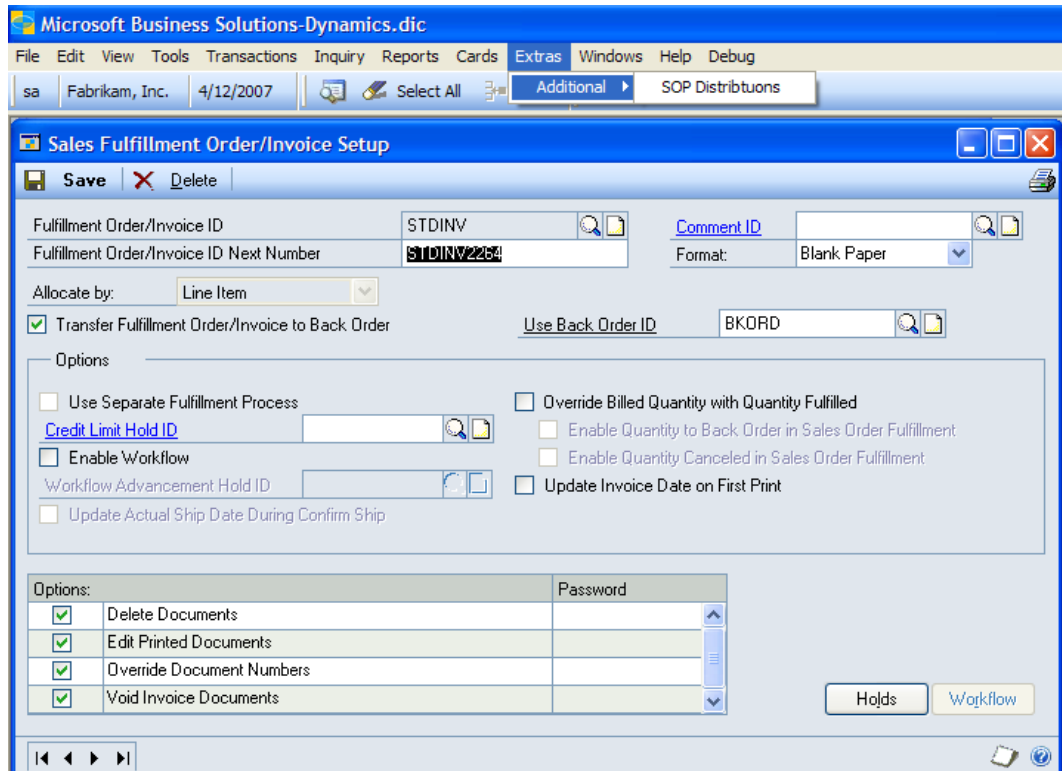 Microsoft Business Solutions-Dynamics.dic
File Edit View Tools Transactions Inquiry Reports Cards Extras Windows Help Debug
sa Fabrikam, Inc. 4/12/2007 Select All Additional SOP Distribtuons
Sales Fulfillment Order/Invoice Setup
Save Delete
Fulfillment Order/Invoice ID STDINV Comment ID
Fulfillment Order/Invoice ID Next Number STDINV2264 Format: Blank Paper
Allocate by: Line Item
Transfer Fulfillment Order/Invoice to Back Order Use Back Order ID BKORD
Options
Use Separate Fulfillment Process Override Billed Quantity with Quantity Fulfilled
Credit Limit Hold ID Enable Quantity to Back Order in Sales Order Fulfillment
Enable Workflow Enable Quantity Canceled in Sales Order Fulfillment
Workflow Advancement Hold ID Update Invoice Date on First Print
Update Actual Ship Date During Confirm Ship
Options: Password
Delete Documents
Edit Printed Documents
Override Document Numbers
Void Invoice Documents
Holds Workflow